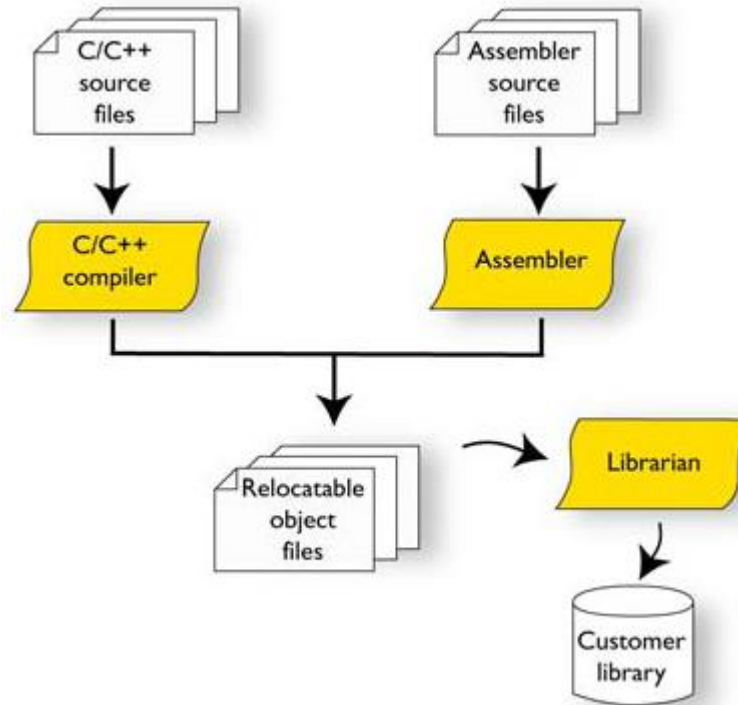 C/C++
source
files
Assembler
source
files
C/C++
compiler
Assembler
Relocatable
object
files
Librarian
Customer
library